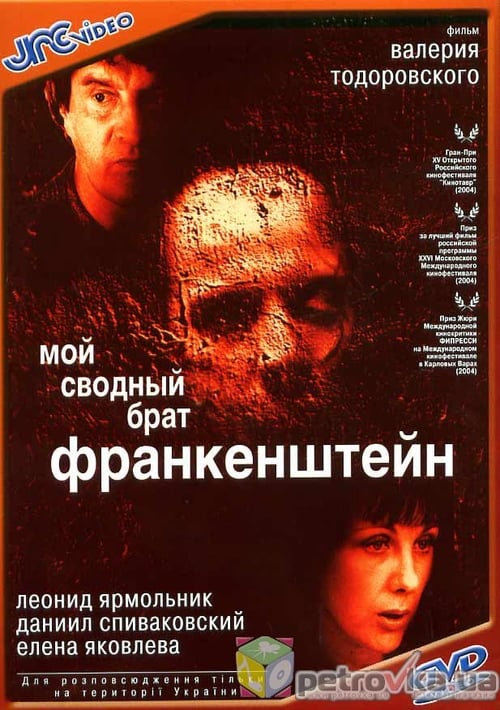 JRC VIDEO
фильм
ВАЛЕРИЯ
ТОДОРОВСКОГО
Гран-При
XV Открытого
Российского
кинофестиваля
"Кинотавр"
(2004)
Приз
за лучший фильм
российской
программы
XXVI Московского
Международного
кинофестиваля
(2004)
Приз Жюри
Международной
кинокритики
ФИПРЕССИ
на Международном
кинофестивале
в Карловых Варах
(2004)
МОЙ
СВОДНЫЙ
БРАТ
ФРАНКЕНШТЕЙН
ЛЕОНИД ЯРМОЛЬНИК
ДАНИИЛ СПИВАКОВСКИЙ
ЕЛЕНА ЯКОВЛЕВА
Для розповсюдження тільки
на території України
DVD
petrovka.ua